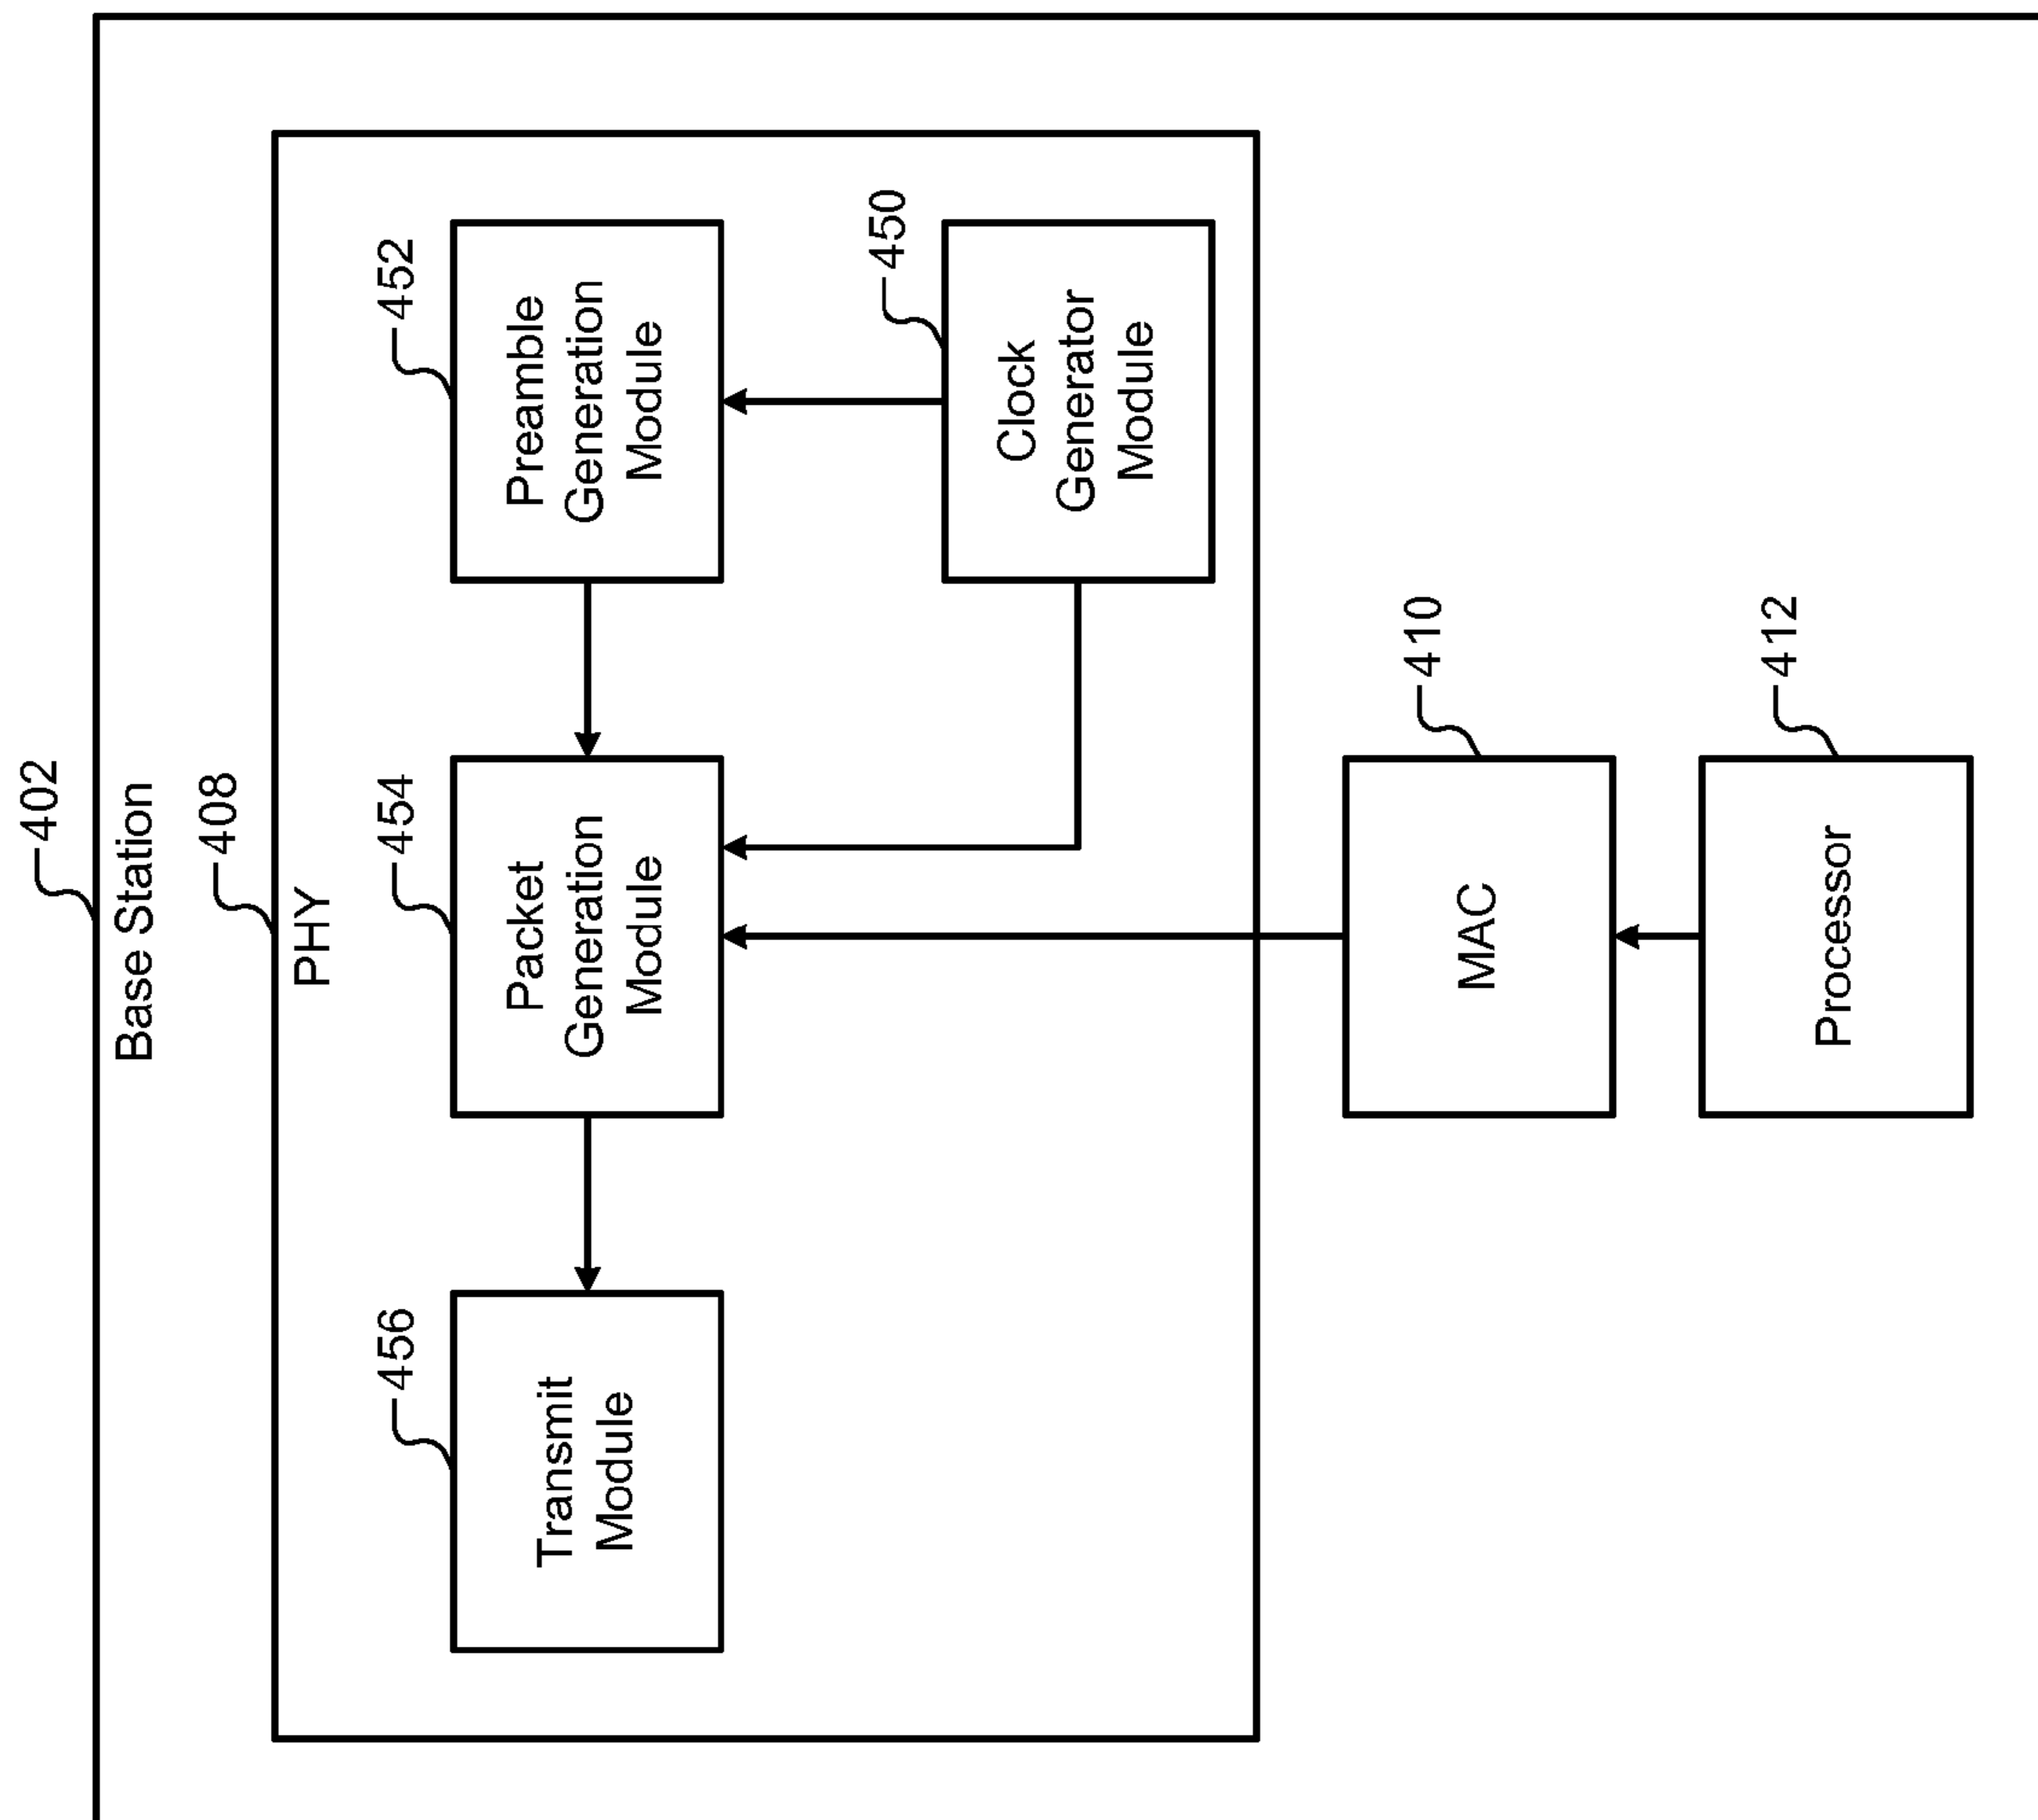 402
Base Station
408
PHY
456
Transmit
Module
454
Packet
Generation
Module
452
Preamble
Generation
Module
450
Clock
Generator
Module
410
MAC
412
Processor